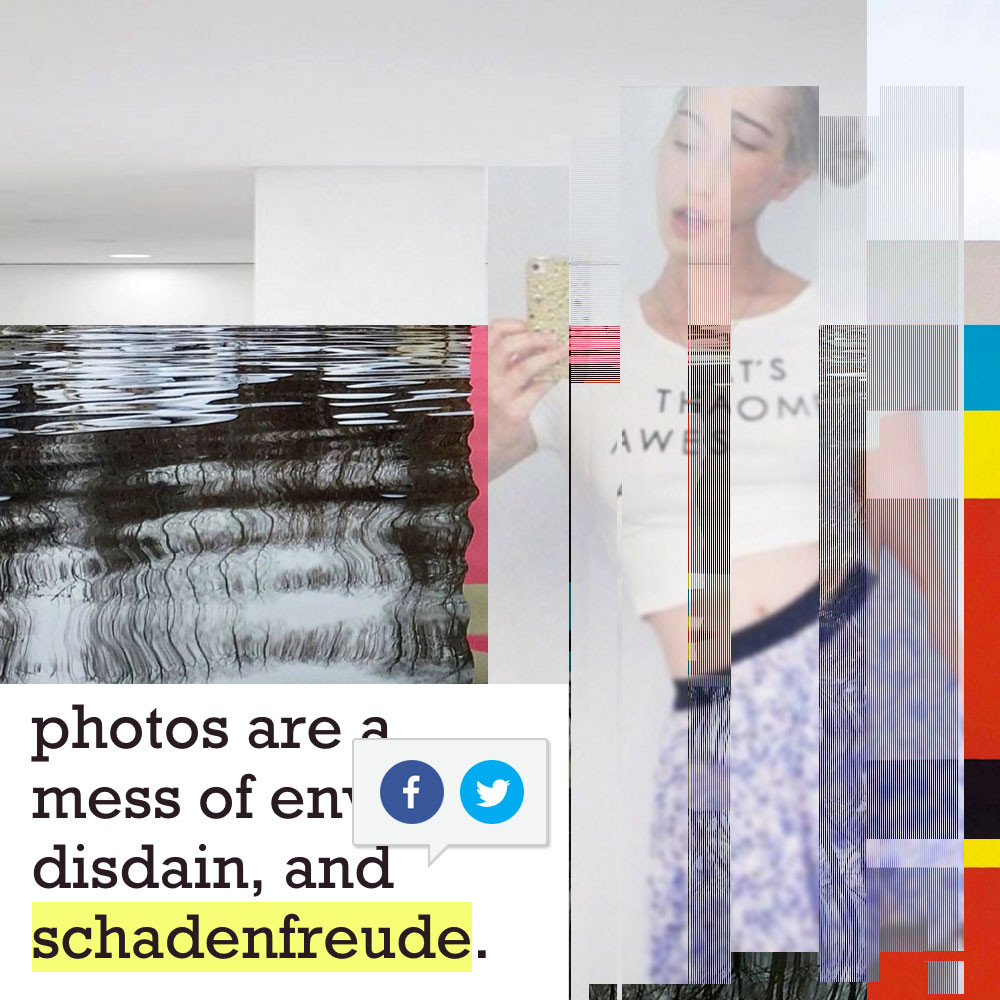 photos are a
mess of env
disdain, and
schadenfreude.